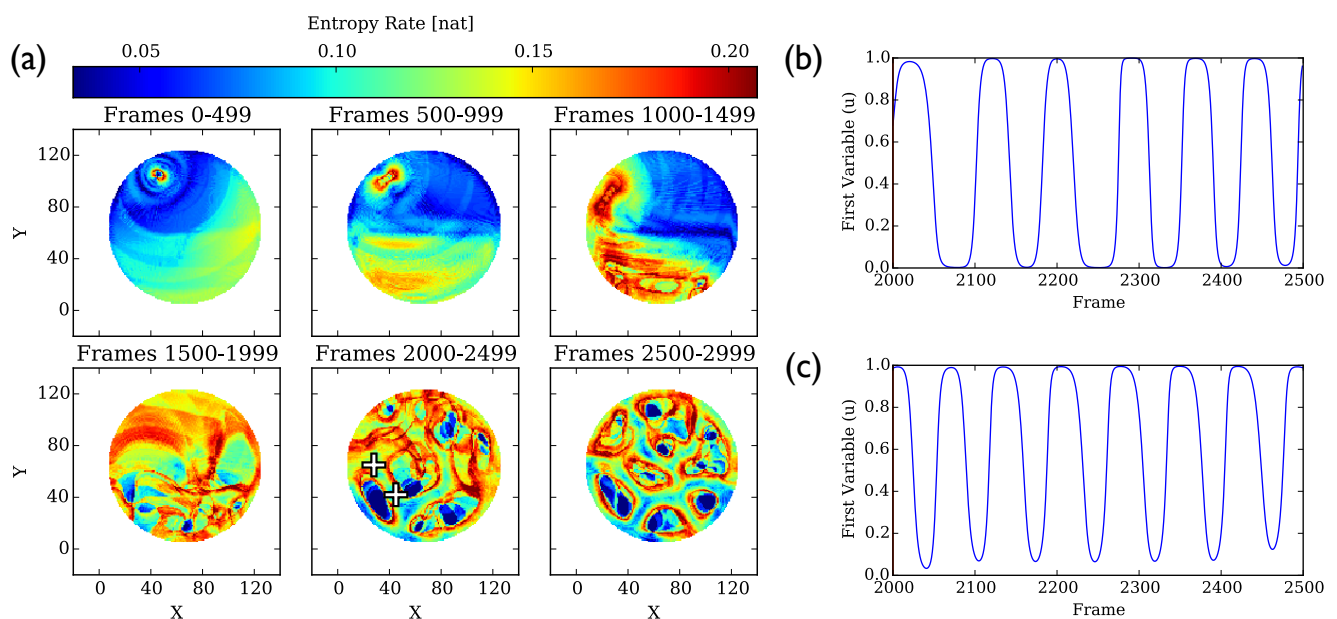 (a)
Entropy Rate [nat]
0.05 0.10 0.15 0.20
Frames 0-499 Frames 500-999 Frames 1000-1499
Y
120
80
40
0
Frames 1500-1999 Frames 2000-2499 Frames 2500-2999
Y
120
80
40
0
0 40 80 120 0 40 80 120 0 40 80 120
X X X
(b)
First Variable (u)
1.0
0.8
0.6
0.4
0.2
0.0
2000 2100 2200 2300 2400 2500
Frame
(c)
First Variable (u)
1.0
0.8
0.6
0.4
0.2
0.0
2000 2100 2200 2300 2400 2500
Frame